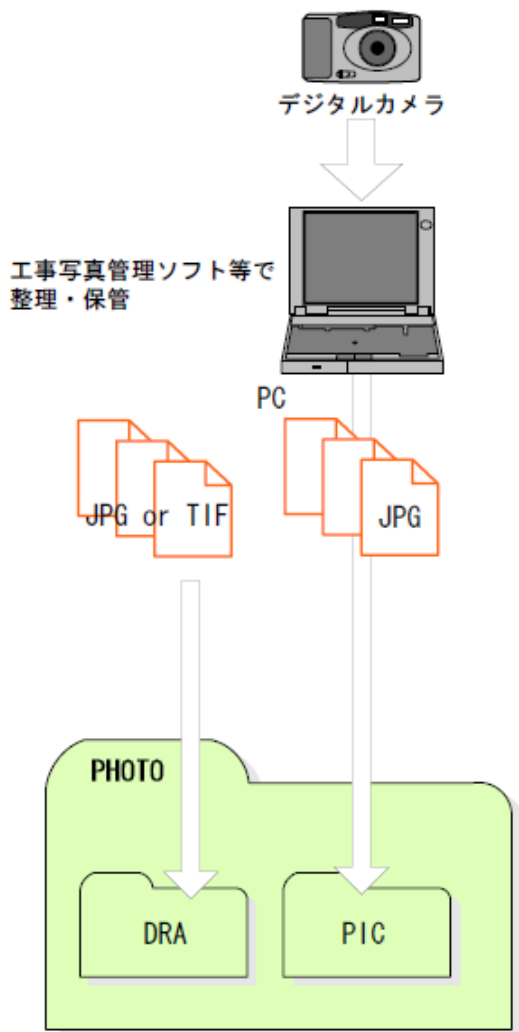 デジタルカメラ
工事写真管理ソフト等で
整理・保管
PC
JPG or TIF
JPG
PHOTO
DRA
PIC